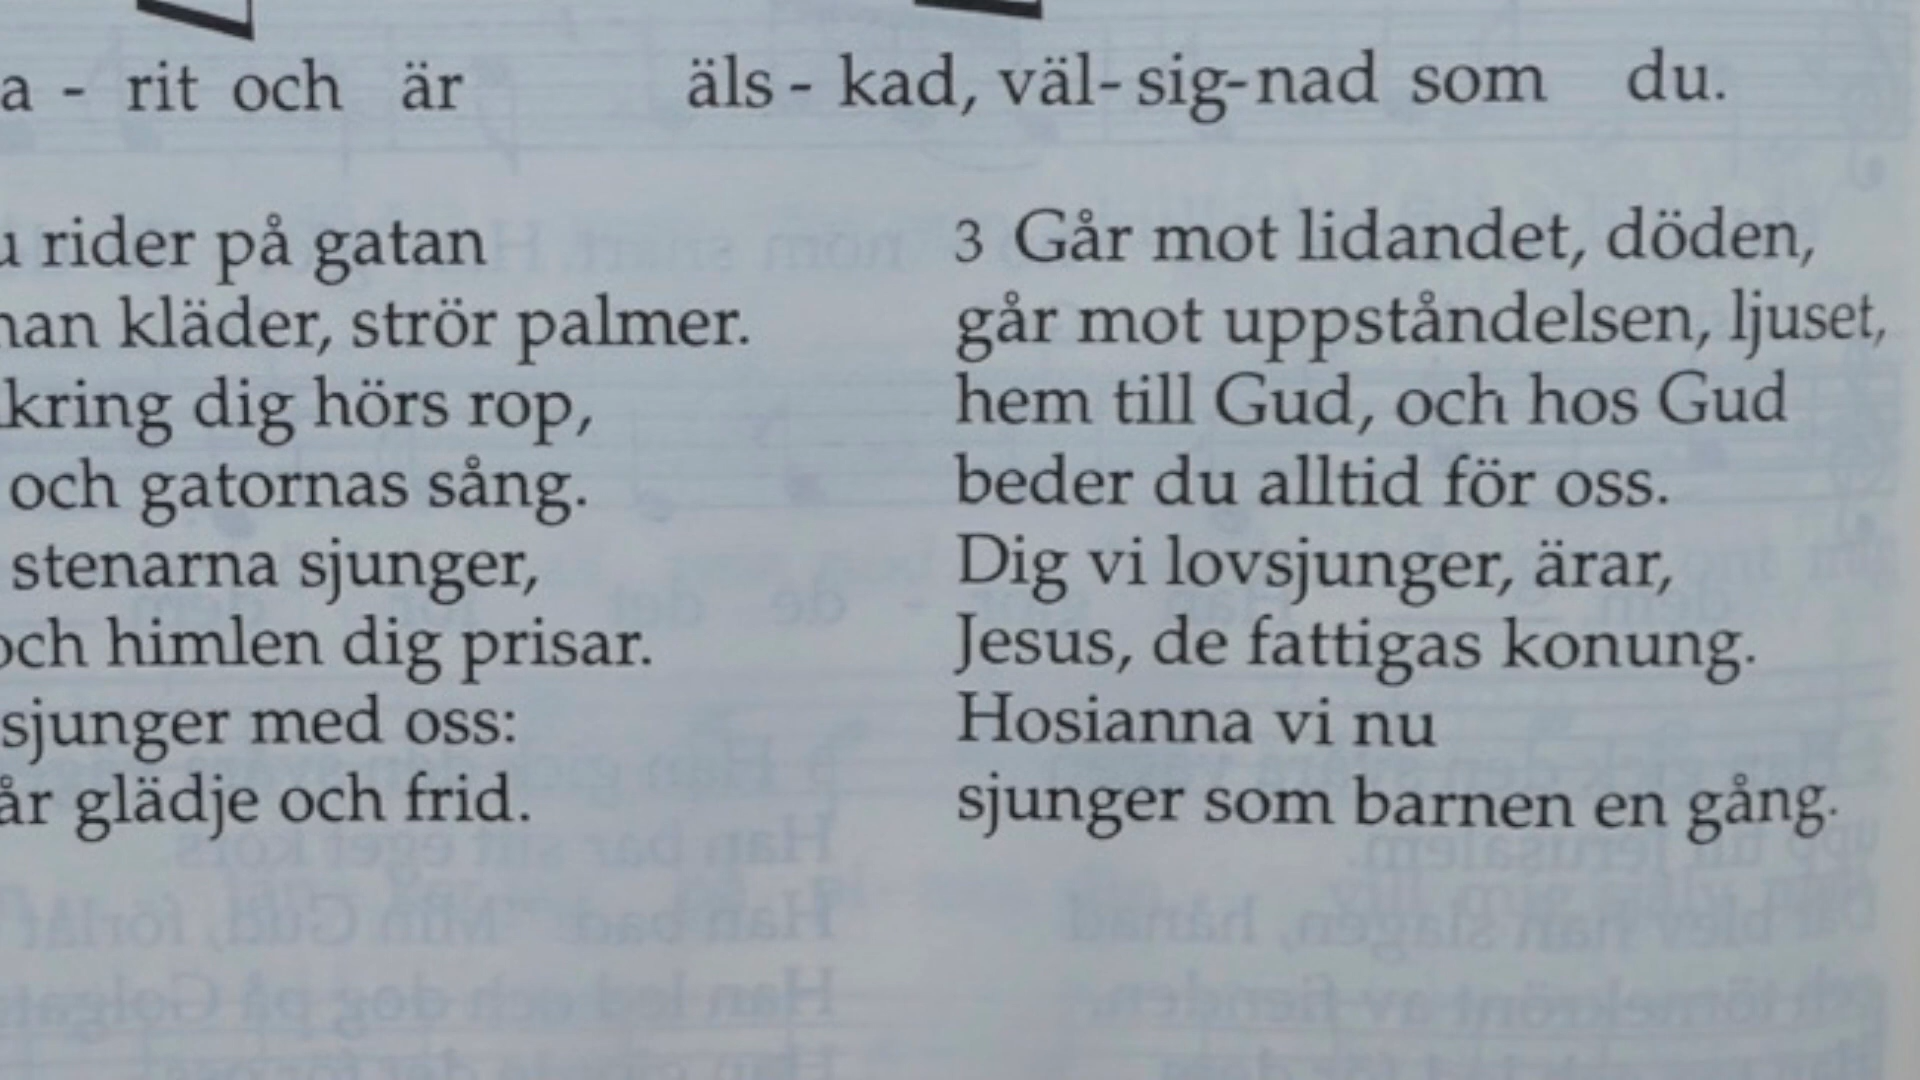 rit och är äls - kad, väl- sig-nad som du.
rider på gatan
kläder, strör palmer.
kring dig hörs rop,
och gatornas sång.
stenarna sjunger,
och himlen dig prisar.
sjunger med oss:
glädje och frid.
3 Går mot lidandet, döden,
går mot uppståndelsen, ljuset,
hem till Gud, och hos Gud
beder du alltid för oss.
Dig vi lovsjunger, ärar,
Jesus, de fattigas konung.
Hosianna vi nu
sjunger som barnen en gång.